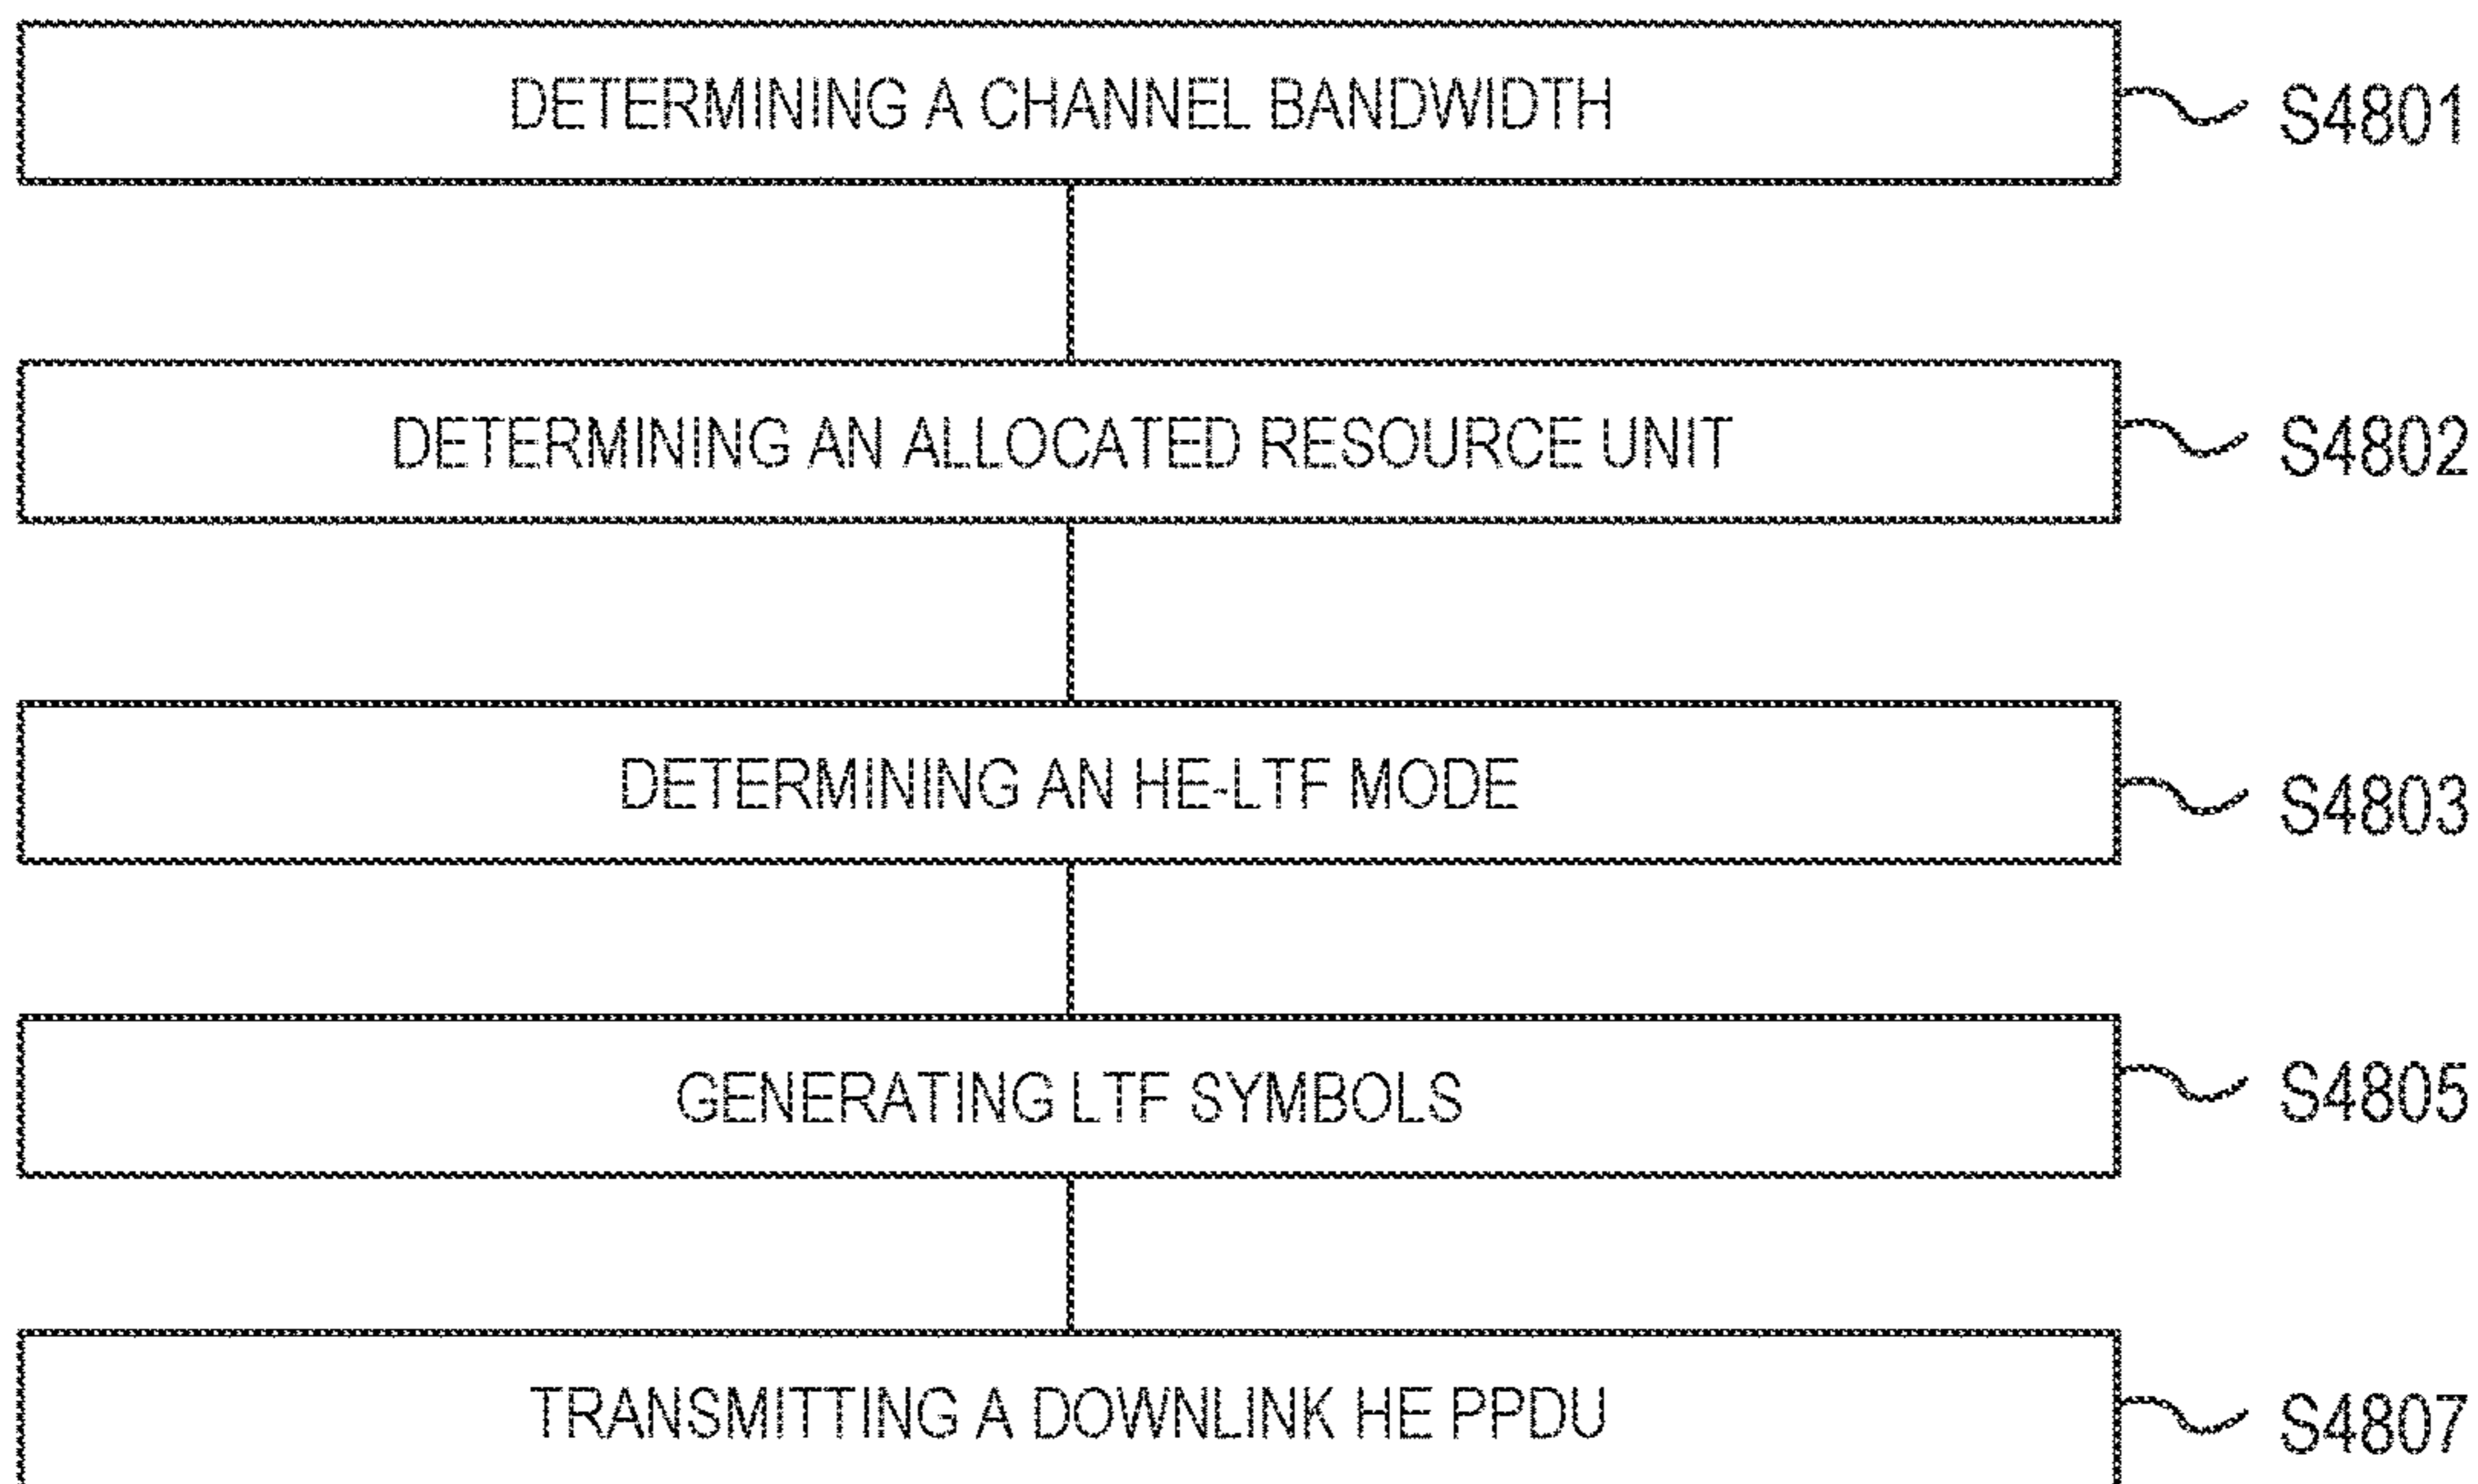 DETERMINING A CHANNEL BANDWIDTH S4801
DETERMINING AN ALLOCATED RESOURCE UNIT S4802
DETERMINING AN HE-LTF MODE S4803
GENERATING LTF SYMBOLS S4805
TRANSMITTING A DOWNLINK HE PPDU S4807